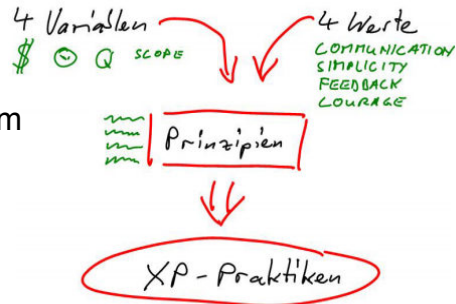 4 Variablen
$ Q SCOPE
4 Werte
COMMUNICATION
SIMPLICITY
FEEDBACK
COURAGE
m
Prinzipien
XP-Praktiken